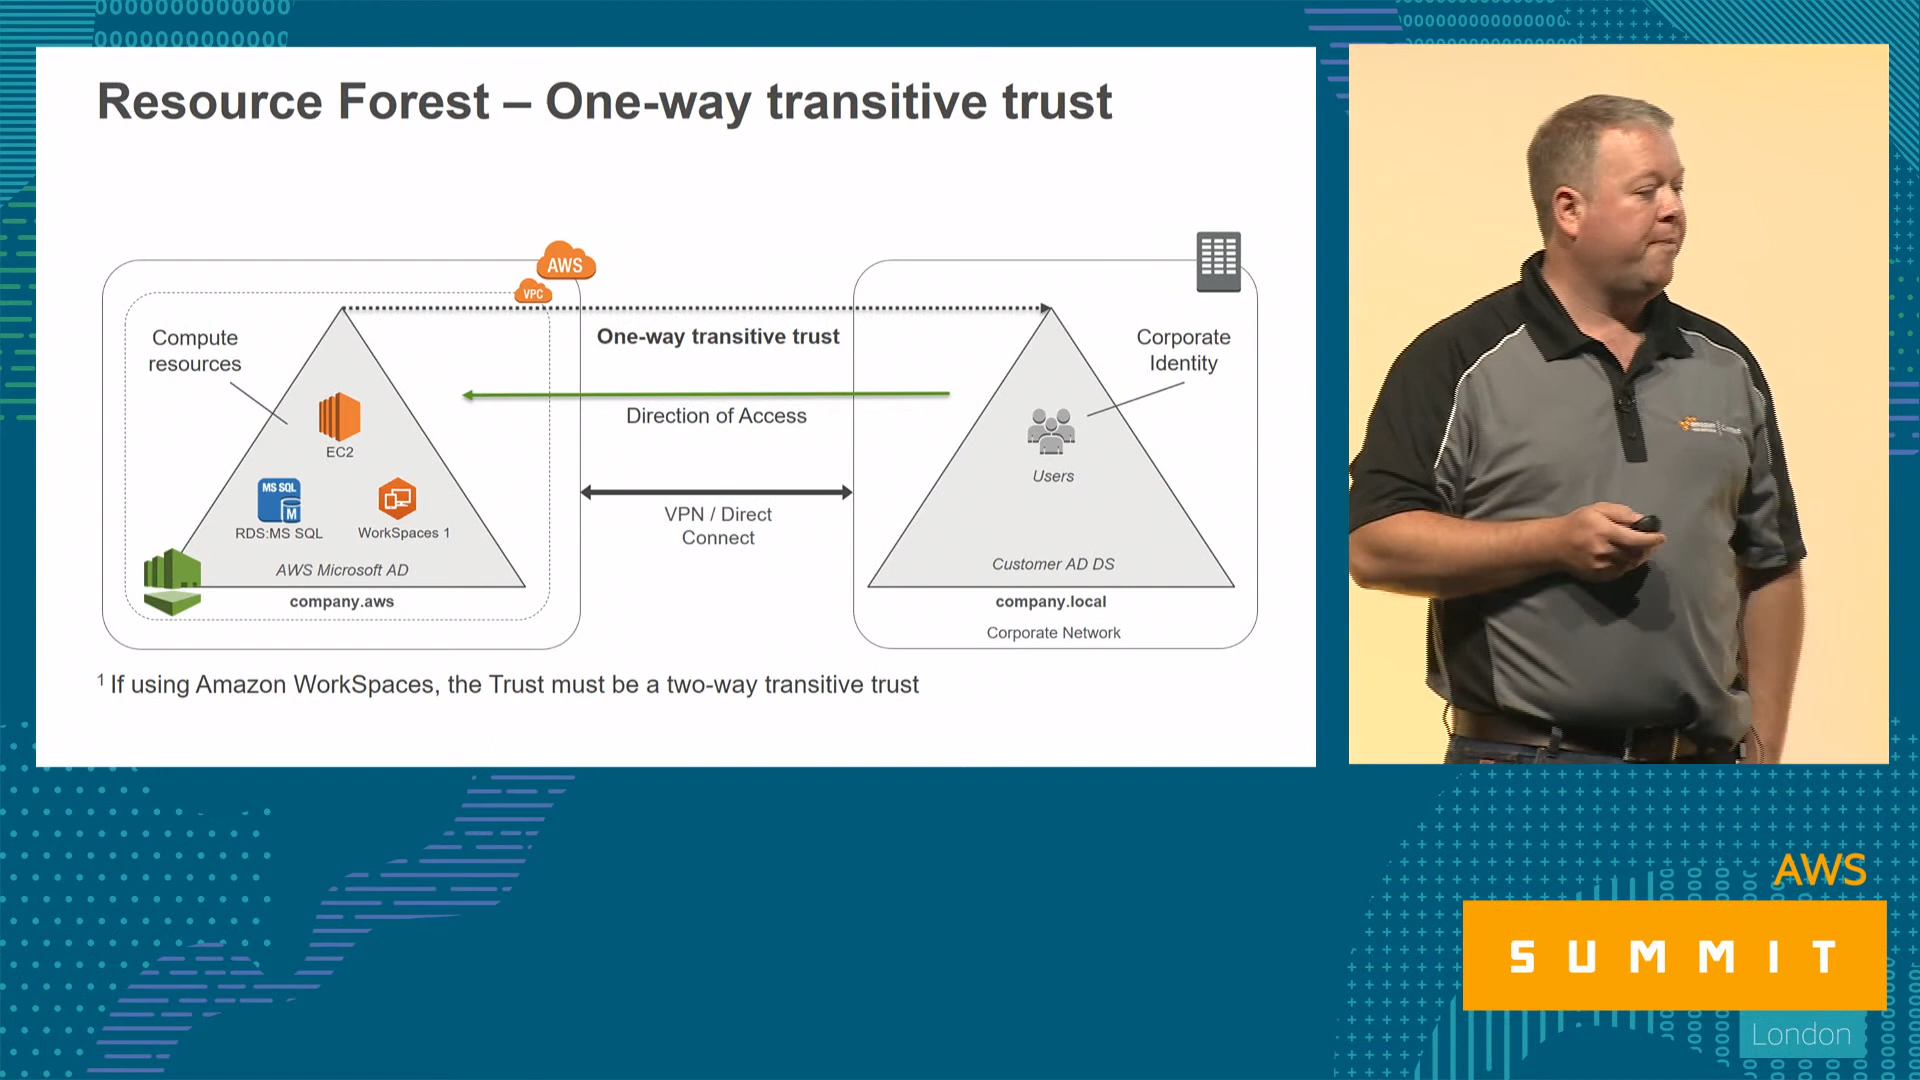 Resource Forest – One-way transitive trust
AWS
VPC
Compute
resources
One-way transitive trust
Corporate
Identity
Direction of Access
EC2
Users
MS SQL
M
RDS:MS SQL
WorkSpaces 1
VPN / Direct
Connect
AWS Microsoft AD
Customer AD DS
company.aws
company.local
Corporate Network
¹ If using Amazon WorkSpaces, the Trust must be a two-way transitive trust
AWS
SUMMIT
London